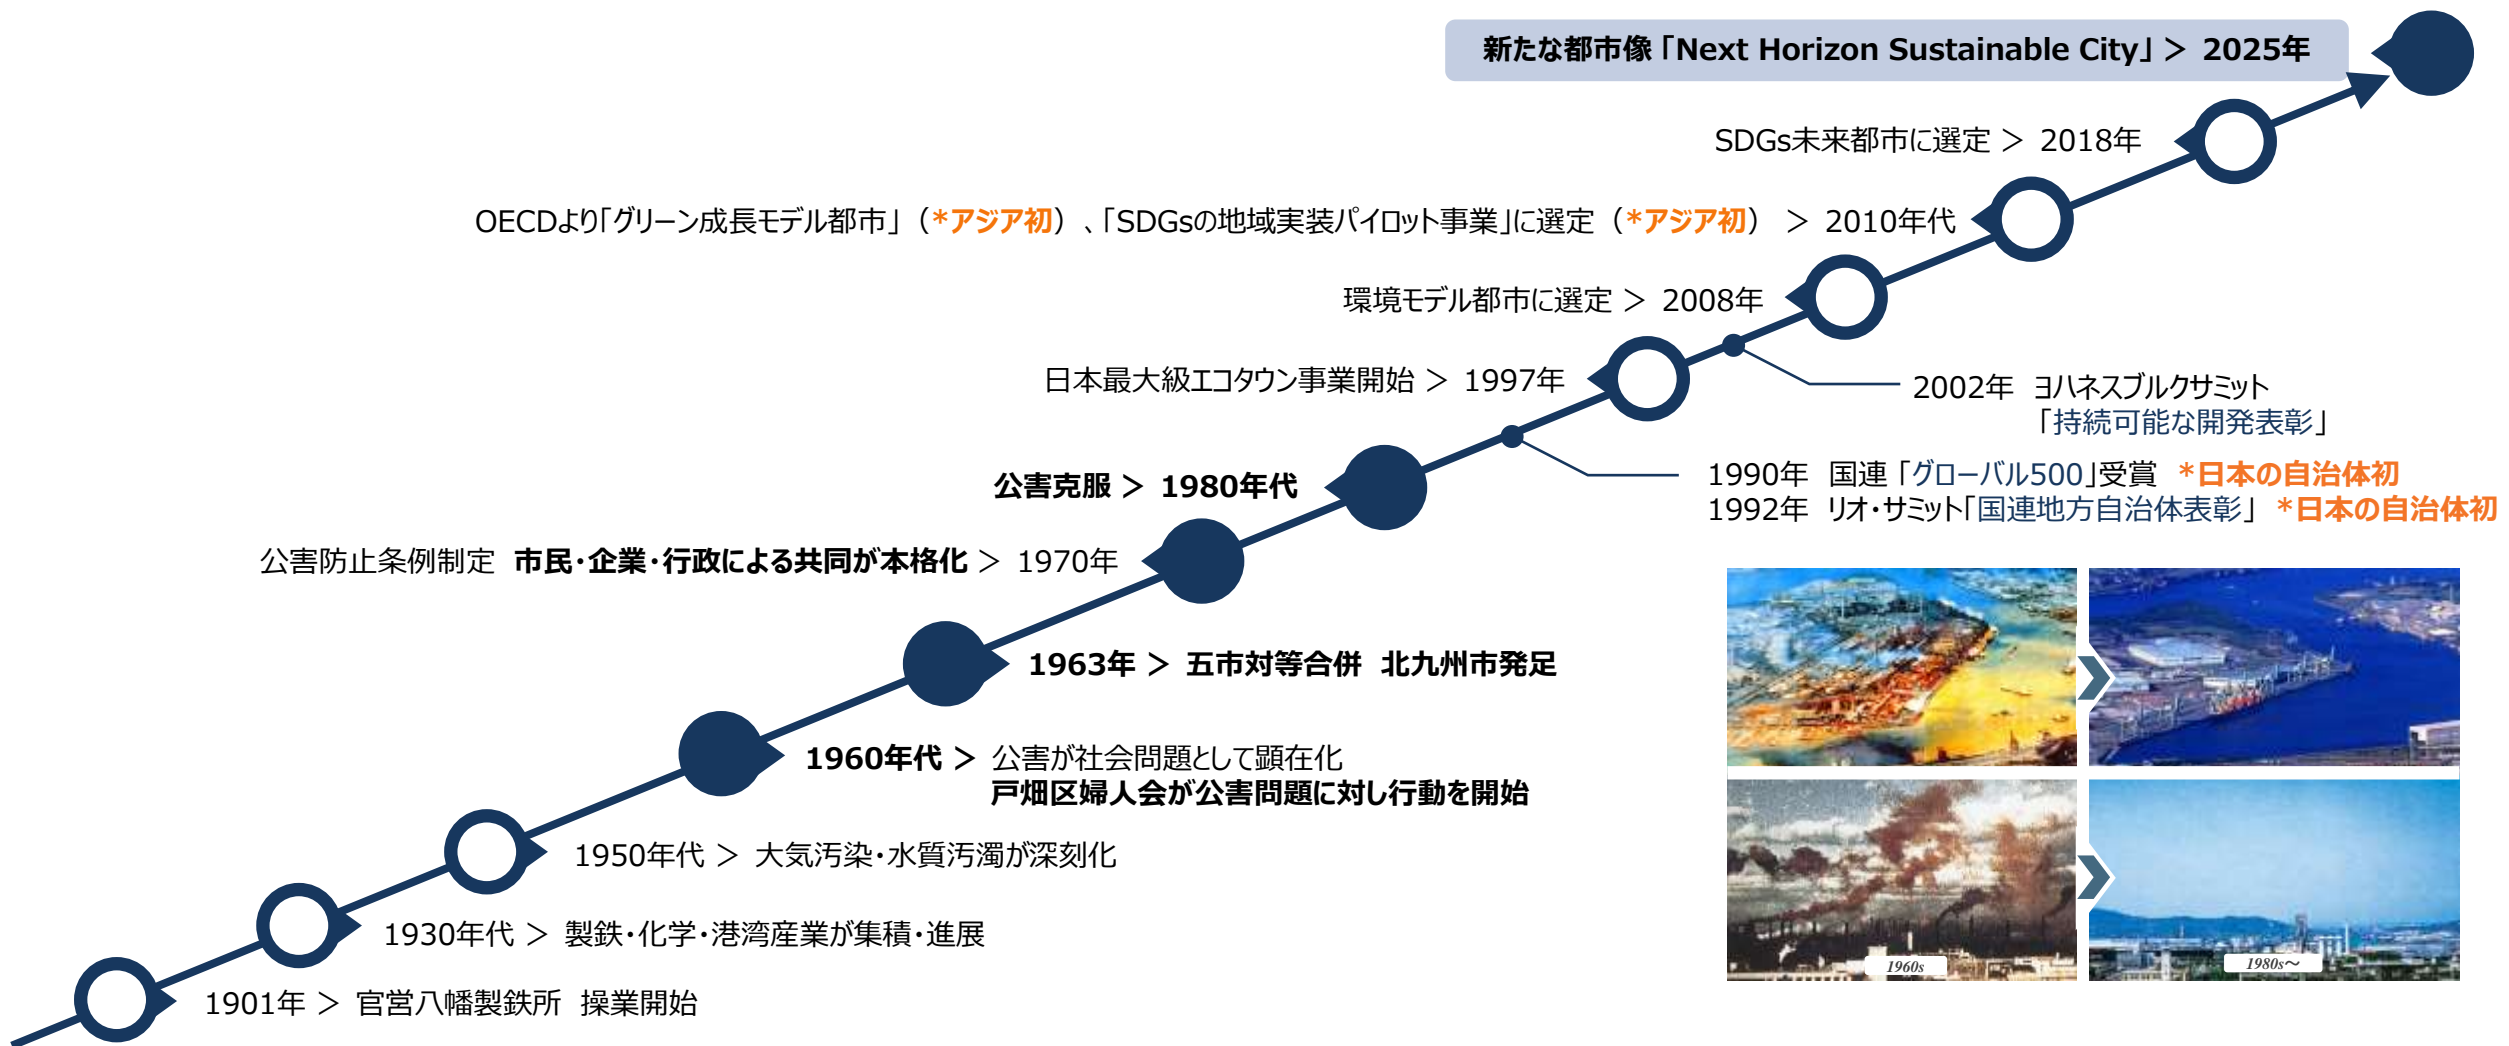 新たな都市像「Next Horizon Sustainable City」＞ 2025年
SDGs未来都市に選定 ＞ 2018年
OECDより「グリーン成長モデル都市」（*アジア初）、「SDGsの地域実装パイロット事業」に選定（*アジア初） ＞ 2010年代
環境モデル都市に選定 ＞ 2008年
日本最大級エコタウン事業開始 ＞ 1997年
2002年 ヨハネスブルクサミット
「持続可能な開発表彰」
公害克服 ＞ 1980年代
1990年 国連「グローバル500」受賞 *日本の自治体初
1992年 リオ・サミット「国連地方自治体表彰」 *日本の自治体初
公害防止条例制定 市民・企業・行政による共同が本格化 ＞ 1970年
1963年 ＞ 五市対等合併 北九州市発足
1960年代 ＞ 公害が社会問題として顕在化
戸畑区婦人会が公害問題に対し行動を開始
1950年代 ＞ 大気汚染・水質汚濁が深刻化
1930年代 ＞ 製鉄・化学・港湾産業が集積・進展
1901年 ＞ 官営八幡製鉄所 操業開始
1960s
1980s～